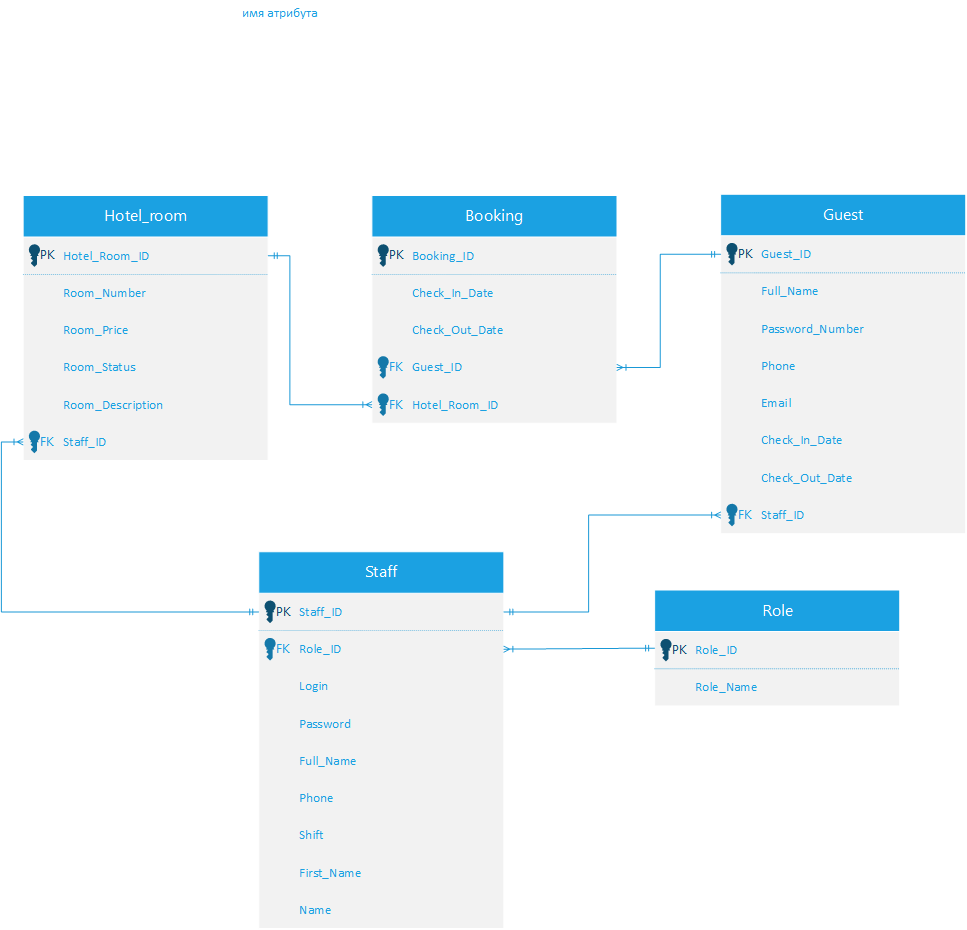 имя атрибута
Hotel_room
PK Hotel_Room_ID
Room_Number
Room_Price
Room_Status
Room_Description
FK Staff_ID
Booking
PK Booking_ID
Check_In_Date
Check_Out_Date
FK Guest_ID
FK Hotel_Room_ID
Guest
PK Guest_ID
Full_Name
Password_Number
Phone
Email
Check_In_Date
Check_Out_Date
FK Staff_ID
Staff
PK Staff_ID
FK Role_ID
Login
Password
Full_Name
Phone
Shift
First_Name
Name
Role
PK Role_ID
Role_Name